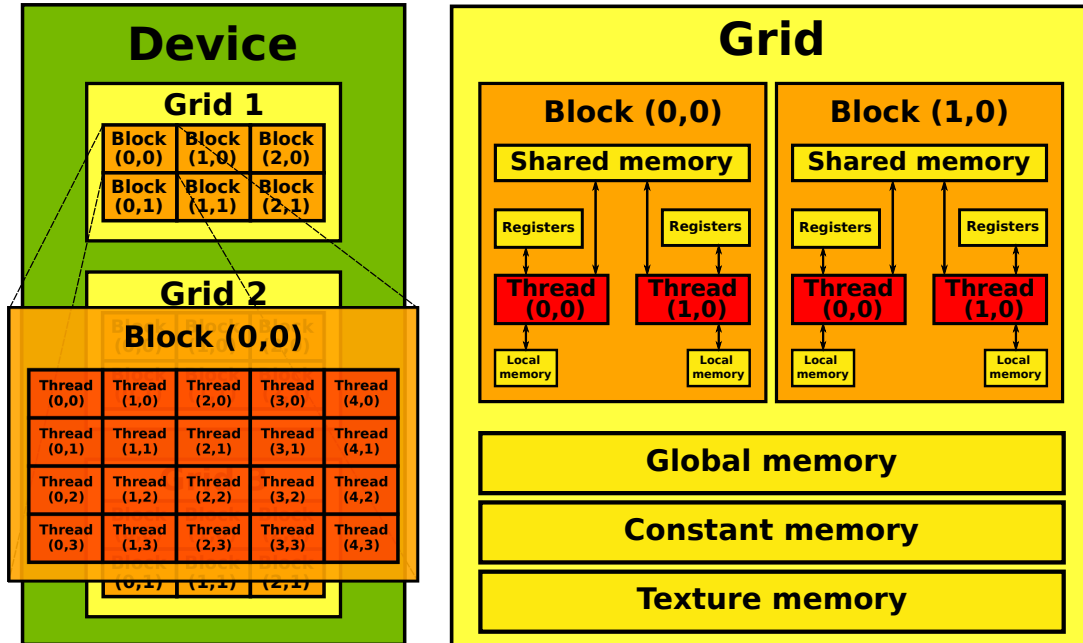 Device
Grid 1
Block Block Block
(0,0) (1,0) (2,0)
Block Block Block
(0,1) (1,1) (2,1)
Grid 2
Block (0,0)
Thread Thread Thread Thread Thread
(0,0) (1,0) (2,0) (3,0) (4,0)
Thread Thread Thread Thread Thread
(0,1) (1,1) (2,1) (3,1) (4,1)
Thread Thread Thread Thread Thread
(0,2) (1,2) (2,2) (3,2) (4,2)
Thread Thread Thread Thread Thread
(0,3) (1,3) (2,3) (3,3) (4,3)
(0,1) (1,1) (2,1)
Grid
Block (0,0)
Shared memory
Registers Registers
Thread Thread
(0,0) (1,0)
Local Local
memory memory
Block (1,0)
Shared memory
Registers Registers
Thread Thread
(0,0) (1,0)
Local Local
memory memory
Global memory
Constant memory
Texture memory